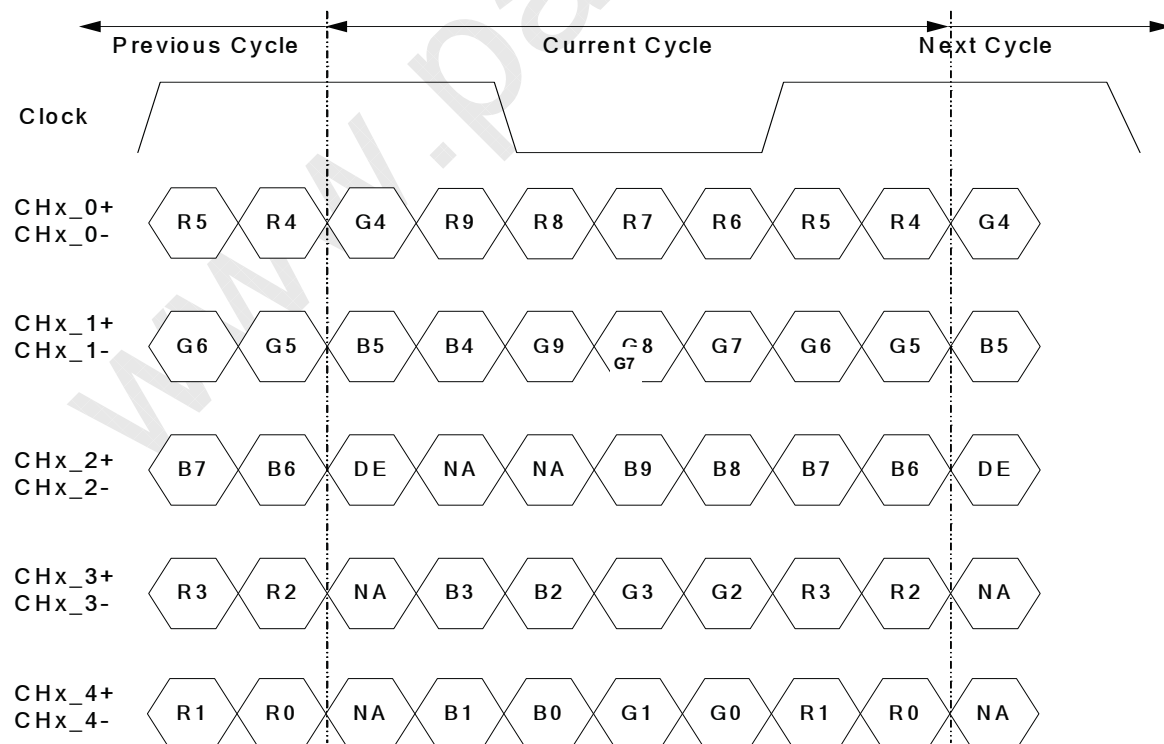 Previous Cycle Current Cycle Next Cycle
Clock
CHx_0+
CHx_0-
R5 R4 G4 R9 R8 R7 R6 R5 R4 G4
CHx_1+
CHx_1-
G6 G5 B5 B4 G9 G8 G7 G6 G5 B5
G7
CHx_2+
CHx_2-
B7 B6 DE NA NA B9 B8 B7 B6 DE
CHx_3+
CHx_3-
R3 R2 NA B3 B2 G3 G2 R3 R2 NA
CHx_4+
CHx_4-
R1 R0 NA B1 B0 G1 G0 R1 R0 NA
www.pa